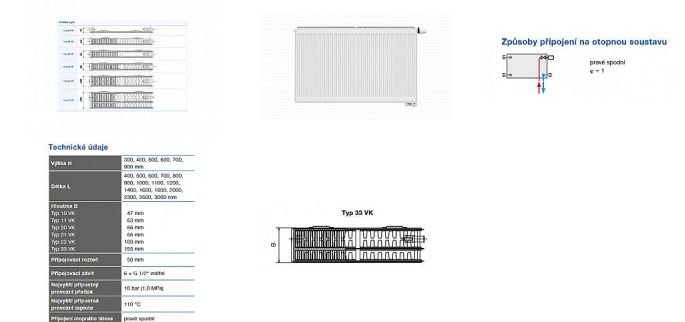 Způsoby připojení na otopnou soustavu
pravé spodní
φ = 1
Technické údaje
Výška H
300, 400, 500, 600, 700,
900 mm
Délka L
400, 500, 600, 700, 800,
900, 1000, 1100, 1200,
1400, 1600, 1800, 2000,
2300, 2600, 3000 mm
Hloubka B
Typ 10 VK 47 mm
Typ 11 VK 63 mm
Typ 20 VK 66 mm
Typ 21 VK 66 mm
Typ 22 VK 100 mm
Typ 33 VK 155 mm
Připojovací rozteč 50 mm
Připojovací závit 6 × G 1/2" vnitřní
Nejvyšší přípustný
provozní přetlak
10 bar (1,0 MPa)
Nejvyšší přípustná
provozní teplota
110 °C
Připojení otopného tělesa pravé spodní
Typ 33 VK
B